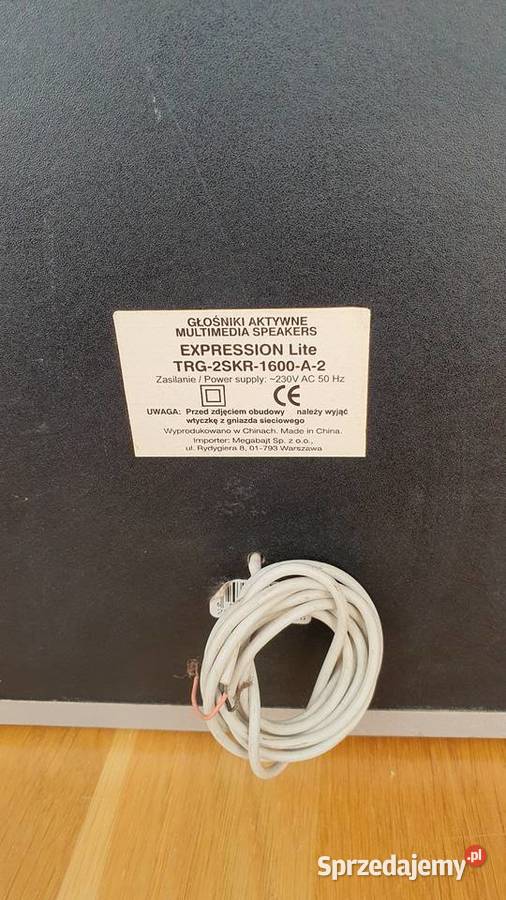 GŁOŚNIKI AKTYWNE
MULTIMEDIA SPEAKERS
EXPRESSION Lite
TRG-2SKR-1600-A-2
Zasilanie / Power supply: ~230V AC 50 Hz
CE
UWAGA: Przed zdjęciem obudowy należy wyjąć
wtyczkę z gniazda sieciowego
Wyprodukowano w Chinach. Made in China.
Importer: Megabajt Sp. z o.o.,
ul. Rydygiera 8, 01-793 Warszawa
Sprzedajemy.pl